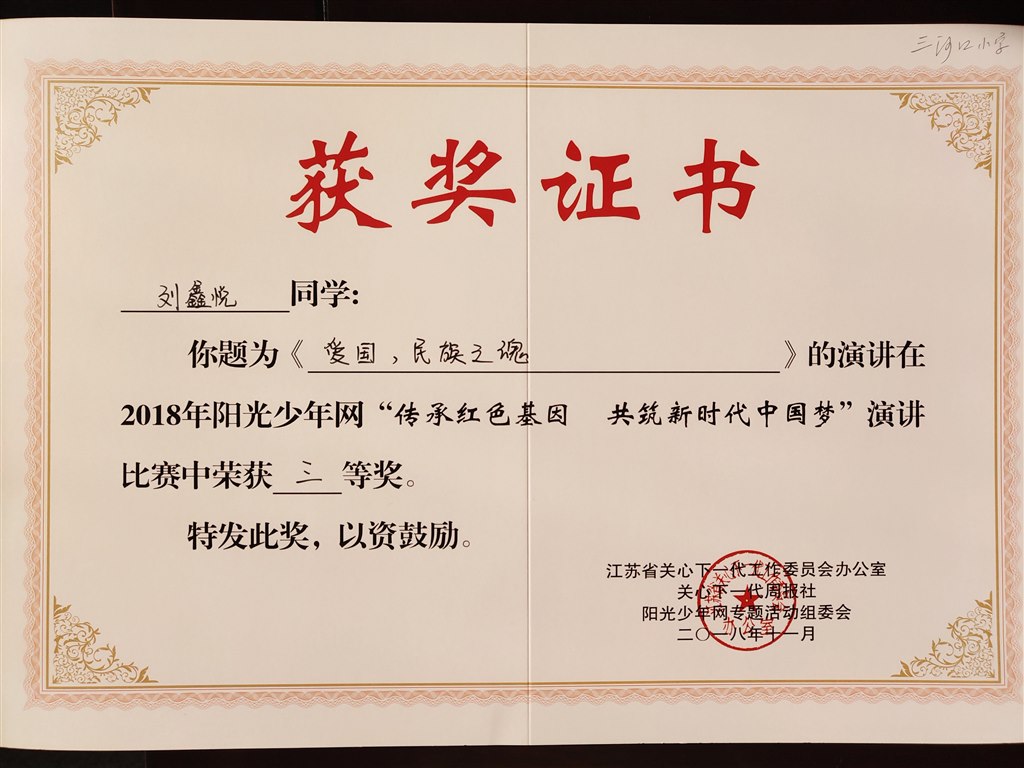 三河口小学
获奖证书
刘鑫悦同学:
你题为《爱国,民族之魂》的演讲在
2018年阳光少年网“传承红色基因 共筑新时代中国梦”演讲
比赛中荣获三等奖。
特发此奖,以资鼓励。
江苏省关心下一代工作委员会办公室
关心下一代周报社
阳光少年网专题活动组委会
二〇一八年十一月
办公室